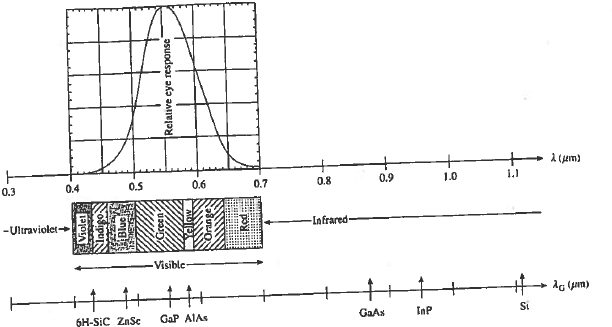 Relative eye response
λ (μm)
0.3 0.4 0.5 0.6 0.7 0.8 0.9 1.0 1.1
Ultraviolet
Violet
Indigo
Blue
Green
Yellow
Orange
Red
Infrared
Visible
λG (μm)
6H-SiC ZnSe GaP AlAs GaAs InP Si